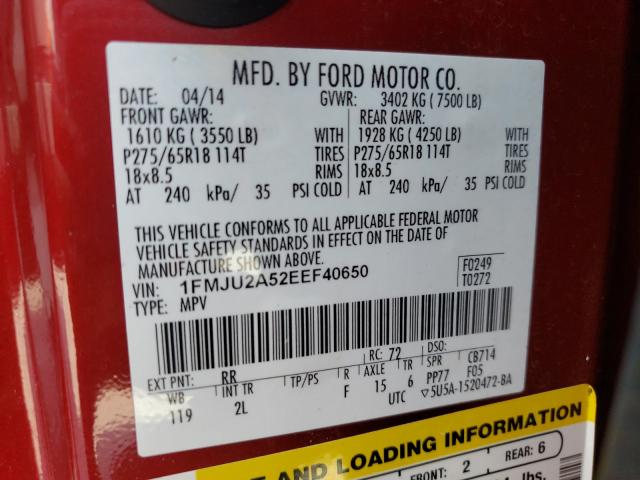 MFD. BY FORD MOTOR CO.
DATE: 04/14 GVWR: 3402 KG ( 7500 LB)
FRONT GAWR: REAR GAWR:
1610 KG ( 3550 LB) WITH 1928 KG ( 4250 LB) WITH
P275/65R18 114T TIRES P275/65R18 114T TIRES
18x8.5 RIMS 18x8.5 RIMS
AT 240 kPa/ 35 PSI COLD AT 240 kPa/ 35 PSI COLD
THIS VEHICLE CONFORMS TO ALL APPLICABLE FEDERAL MOTOR
VEHICLE SAFETY STANDARDS IN EFFECT ON THE DATE OF
MANUFACTURE SHOWN ABOVE.
VIN: 1FMJU2A52EEF40650 F0249
TYPE: MPV T0272
EXT PNT: RR RC: 72 DSO: CB714
WB INT TR TP/PS R AXLE TR SPR F05
119 2L F 15 6 PP77
UTC ▽5U5A-1520472-BA
AND LOADING INFORMATION
FRONT: 2 REAR: 6
lbs.